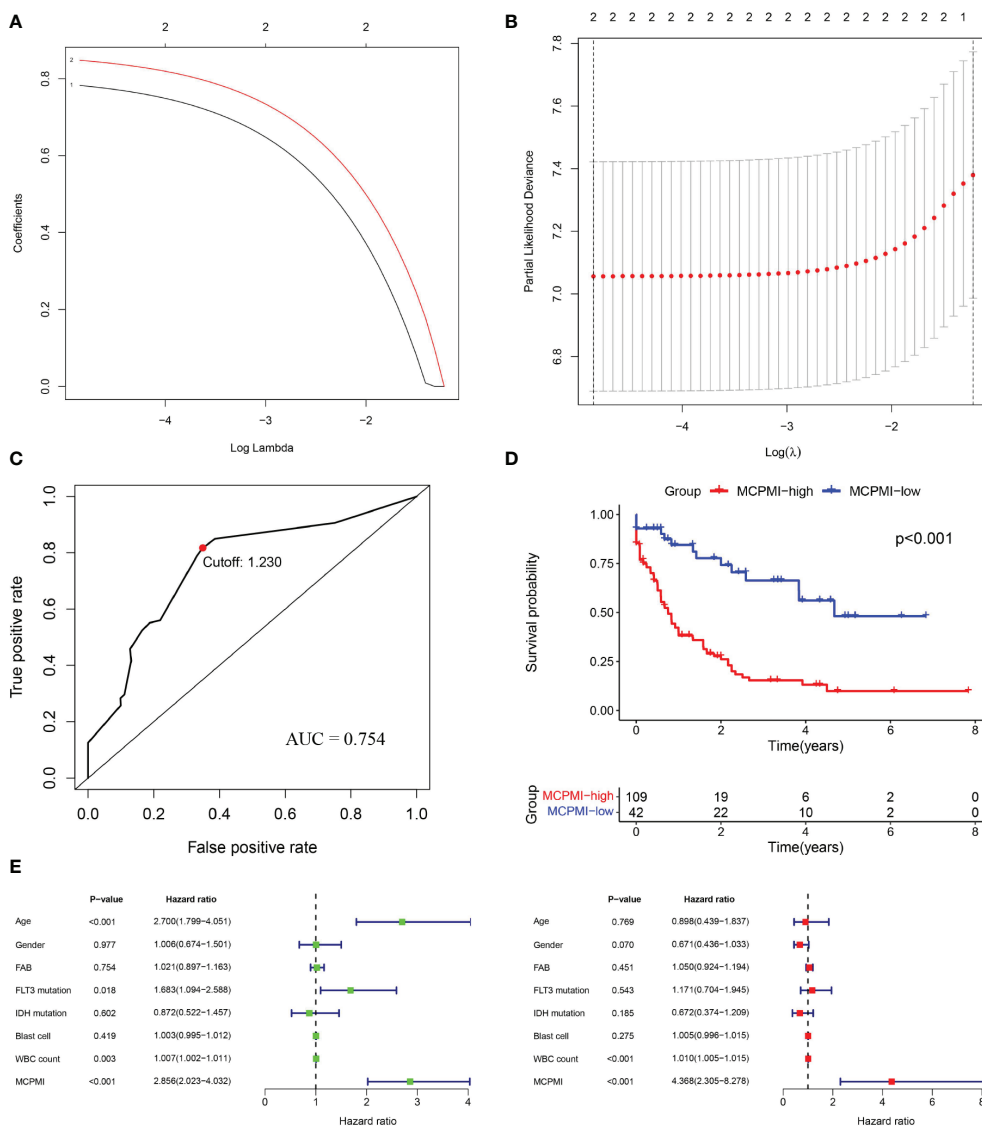 A
2 2 2
Coefficients
0.8
0.6
0.4
0.2
0.0
2
1
−4 −3 −2
Log Lambda
B
2 2 2 2 2 2 2 2 2 2 2 2 2 2 2 2 2 1
Partial Likelihood Deviance
7.8
7.6
7.4
7.2
7.0
6.8
−4 −3 −2
Log(λ)
C
True positive rate
1.0
0.8
0.6
0.4
0.2
0.0
Cutoff: 1.230
AUC = 0.754
0.0 0.2 0.4 0.6 0.8 1.0
False positive rate
D
Group MCPMI−high MCPMI−low
Survival probability
1.00
0.75
0.50
0.25
0.00
p<0.001
0 2 4 6 8
Time(years)
Group
MCPMI−high 109 19 6 2 0
MCPMI−low 42 22 10 2 0
0 2 4 6 8
Time(years)
E
P−value Hazard ratio
Age <0.001 2.700(1.799−4.051)
Gender 0.977 1.006(0.674−1.501)
FAB 0.754 1.021(0.897−1.163)
FLT3 mutation 0.018 1.683(1.094−2.588)
IDH mutation 0.602 0.872(0.522−1.457)
Blast cell 0.419 1.003(0.995−1.012)
WBC count 0.003 1.007(1.002−1.011)
MCPMI <0.001 2.856(2.023−4.032)
0 1 2 3 4
Hazard ratio
P−value Hazard ratio
Age 0.769 0.898(0.439−1.837)
Gender 0.070 0.671(0.436−1.033)
FAB 0.451 1.050(0.924−1.194)
FLT3 mutation 0.543 1.171(0.704−1.945)
IDH mutation 0.185 0.672(0.374−1.209)
Blast cell 0.275 1.005(0.996−1.015)
WBC count <0.001 1.010(1.005−1.015)
MCPMI <0.001 4.368(2.305−8.278)
0 2 4 6 8
Hazard ratio